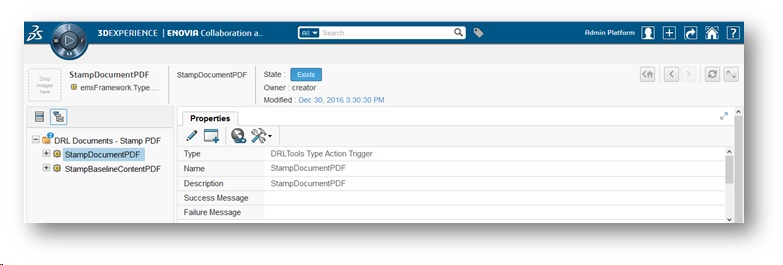 3DEXPERIENCE | ENOVIA Collaboration a..
All
Search
Admin Platform
Drop images here
StampDocumentPDF
emxFramework.Type....
StampDocumentPDF
State : Exists
Owner : creator
Modified : Dec 30, 2016 3:30:30 PM
DRL Documents - Stamp PDF
StampDocumentPDF
StampBaselineContentPDF
Properties
Type DRLTools Type Action Trigger
Name StampDocumentPDF
Description StampDocumentPDF
Success Message
Failure Message